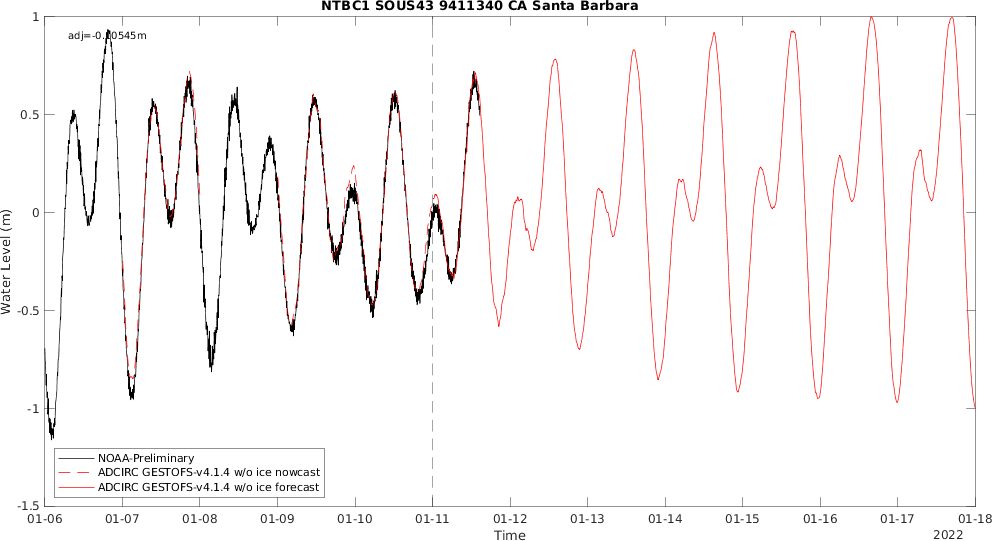 NTBC1 SOUS43 9411340 CA Santa Barbara
adj=-0.10545m
Water Level (m)
1
0.5
0
-0.5
-1
-1.5
NOAA-Preliminary
ADCIRC GESTOFS-v4.1.4 w/o ice nowcast
ADCIRC GESTOFS-v4.1.4 w/o ice forecast
01-06 01-07 01-08 01-09 01-10 01-11 01-12 01-13 01-14 01-15 01-16 01-17 01-18
Time
2022